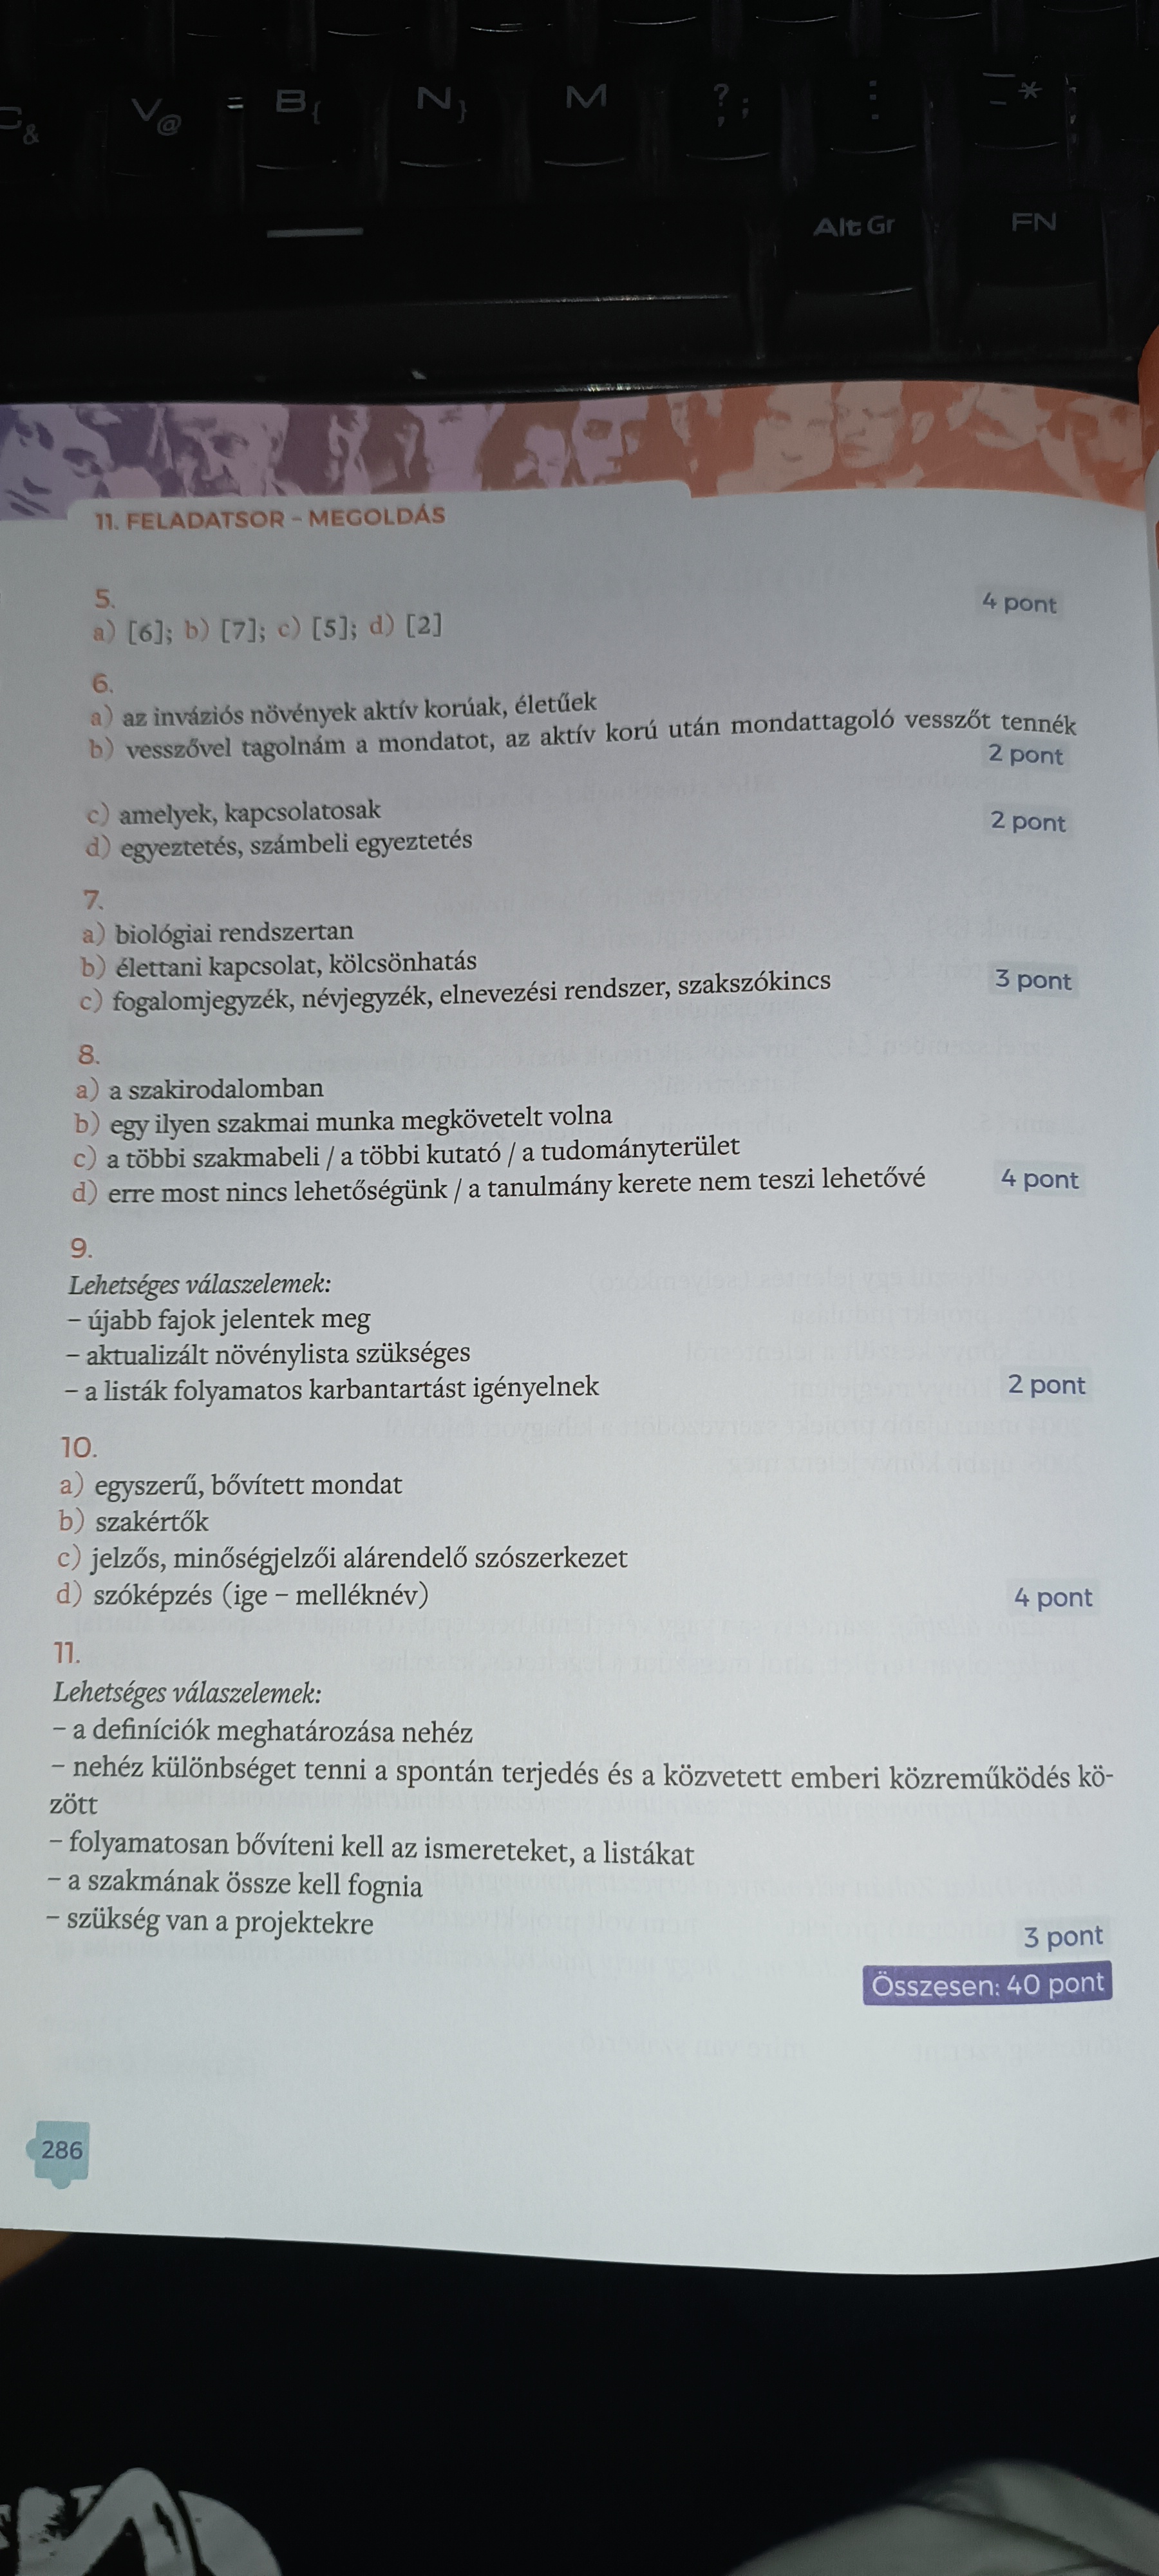 &
V @
= B {
N }
M
? ;
, ;
:
.
— *
-
Alt Gr
FN
11. FELADATSOR – MEGOLDÁS
5.
4 pont
a) [6]; b) [7]; c) [5]; d) [2]
6.
a) az inváziós növények aktív korúak, életűek
b) vesszővel tagolnám a mondatot, az aktív korú után mondattagoló vesszőt tennék
2 pont
c) amelyek, kapcsolatosak
d) egyeztetés, számbeli egyeztetés
2 pont
7.
a) biológiai rendszertan
b) élettani kapcsolat, kölcsönhatás
c) fogalomjegyzék, névjegyzék, elnevezési rendszer, szakszókincs
3 pont
8.
a) a szakirodalomban
b) egy ilyen szakmai munka megkövetelt volna
c) a többi szakmabeli / a többi kutató / a tudományterület
d) erre most nincs lehetőségünk / a tanulmány kerete nem teszi lehetővé
4 pont
9.
Lehetséges válaszelemek:
– újabb fajok jelentek meg
– aktualizált növénylista szükséges
– a listák folyamatos karbantartást igényelnek
2 pont
10.
a) egyszerű, bővített mondat
b) szakértők
c) jelzős, minőségjelzői alárendelő szószerkezet
d) szóképzés (ige – melléknév)
4 pont
11.
Lehetséges válaszelemek:
– a definíciók meghatározása nehéz
– nehéz különbséget tenni a spontán terjedés és a közvetett emberi közreműködés kö-
zött
– folyamatosan bővíteni kell az ismereteket, a listákat
– a szakmának össze kell fognia
– szükség van a projektekre
3 pont
Összesen: 40 pont
286